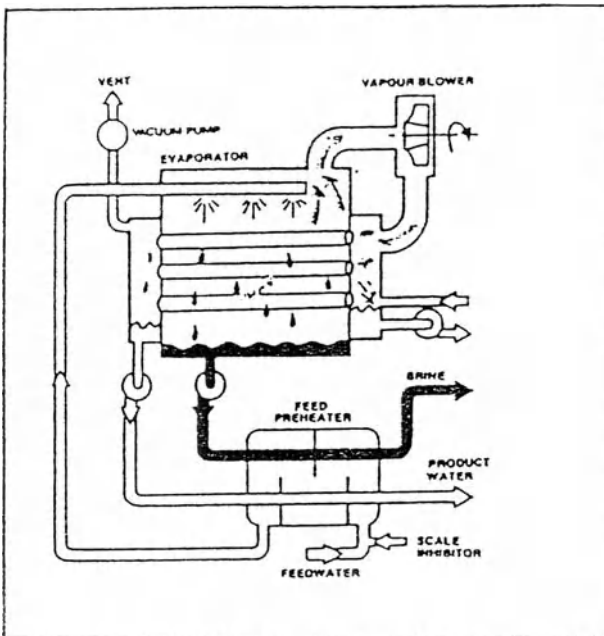 VENT
VAPOUR BLOWER
VACUUM PUMP
EVAPORATOR
BRINE
FEED
PREHEATER
PRODUCT
WATER
SCALE
INHIBITOR
FEEDWATER